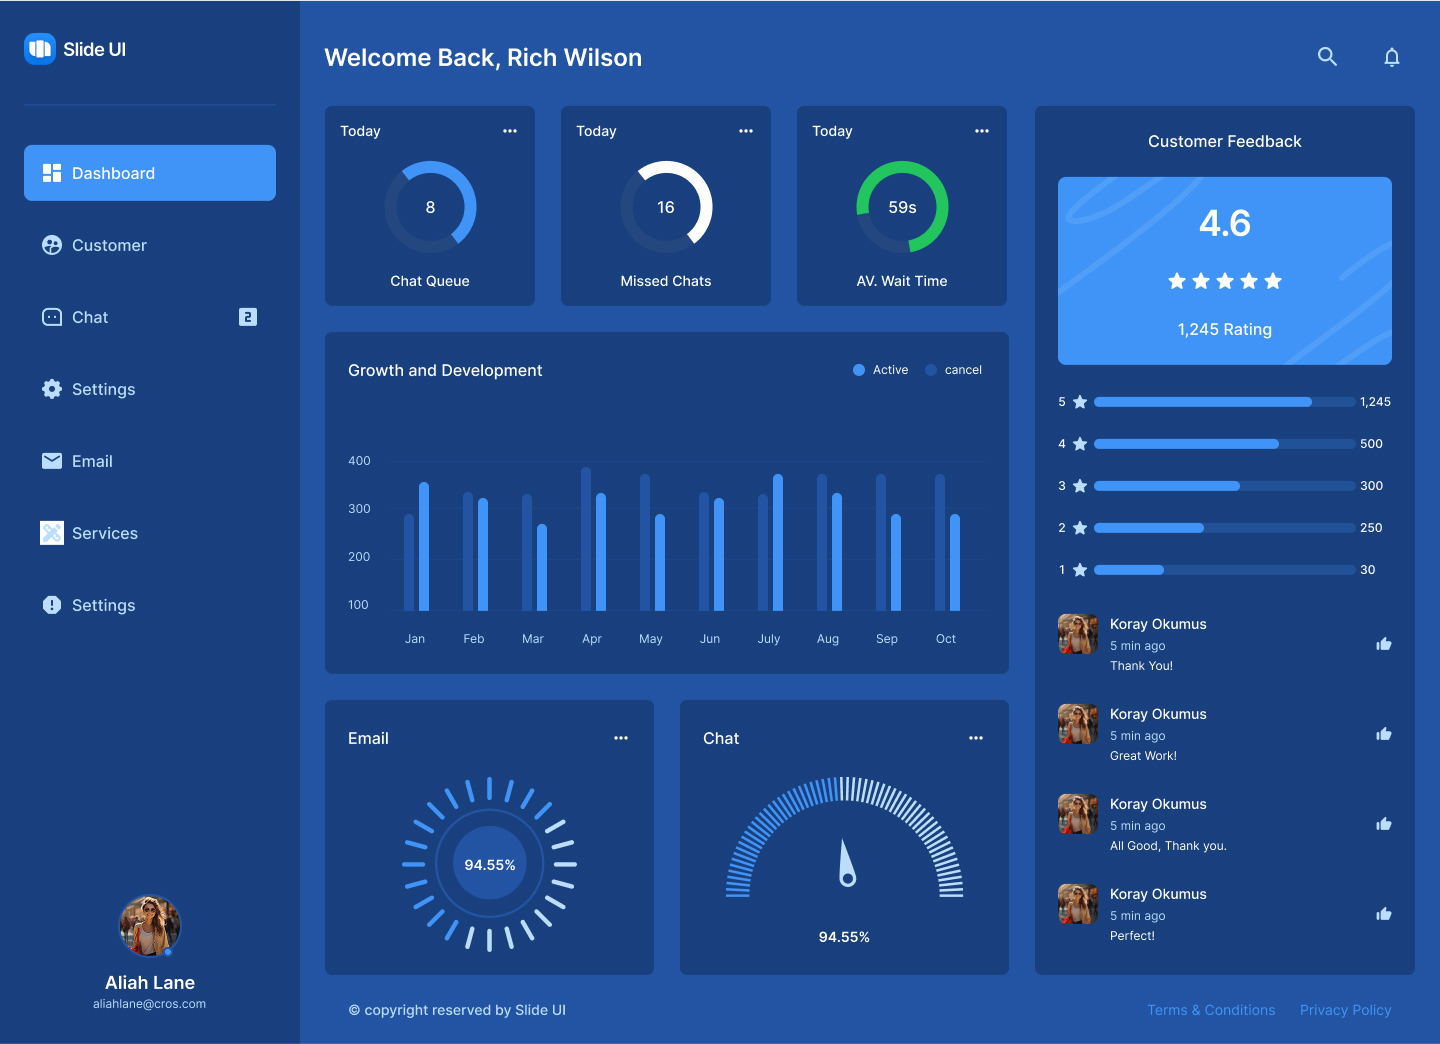 Slide UI
Dashboard
Customer
Chat
2
Settings
Email
Services
Settings
Aliah Lane
aliahlane@cros.com
Welcome Back, Rich Wilson
Today
8
Chat Queue
Today
16
Missed Chats
Today
59s
AV. Wait Time
Growth and Development
Active
cancel
400
300
200
100
Jan Feb Mar Apr May Jun July Aug Sep Oct
Email
94.55%
Chat
94.55%
Customer Feedback
4.6
1,245 Rating
5 1,245
4 500
3 300
2 250
1 30
Koray Okumus
5 min ago
Thank You!
Koray Okumus
5 min ago
Great Work!
Koray Okumus
5 min ago
All Good, Thank you.
Koray Okumus
5 min ago
Perfect!
© copyright reserved by Slide UI
Terms & Conditions
Privacy Policy